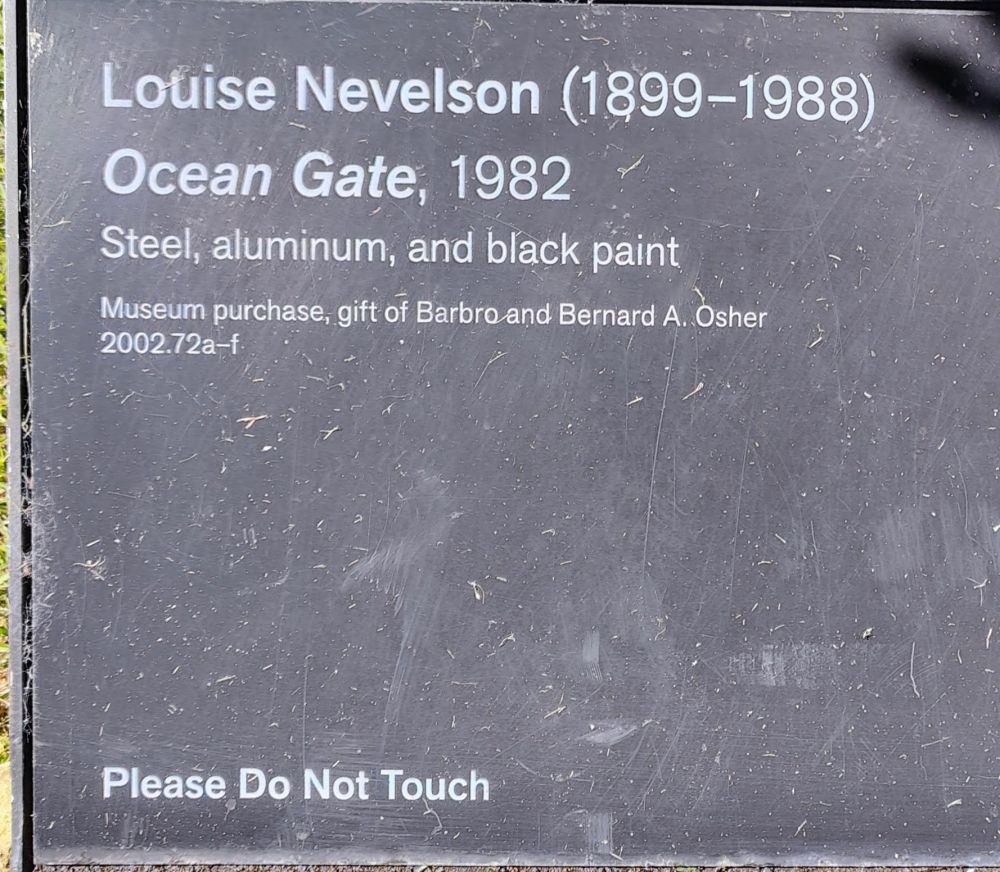 Louise Nevelson (1899–1988)
Ocean Gate, 1982
Steel, aluminum, and black paint
Museum purchase, gift of Barbro and Bernard A. Osher
2002.72a–f
Please Do Not Touch